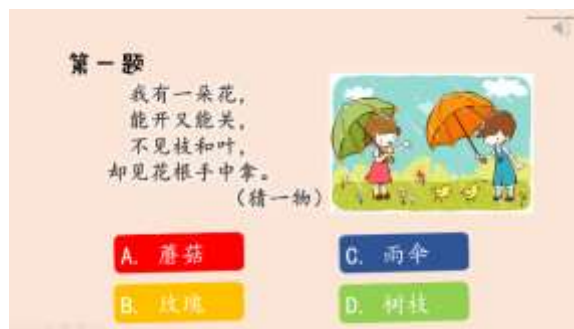 第一题
我有一朵花，
能开又能关，
不见枝和叶，
却见花根手中拿。
（猜一物）
A. 蘑菇
B. 玫瑰
C. 雨伞
D. 树枝